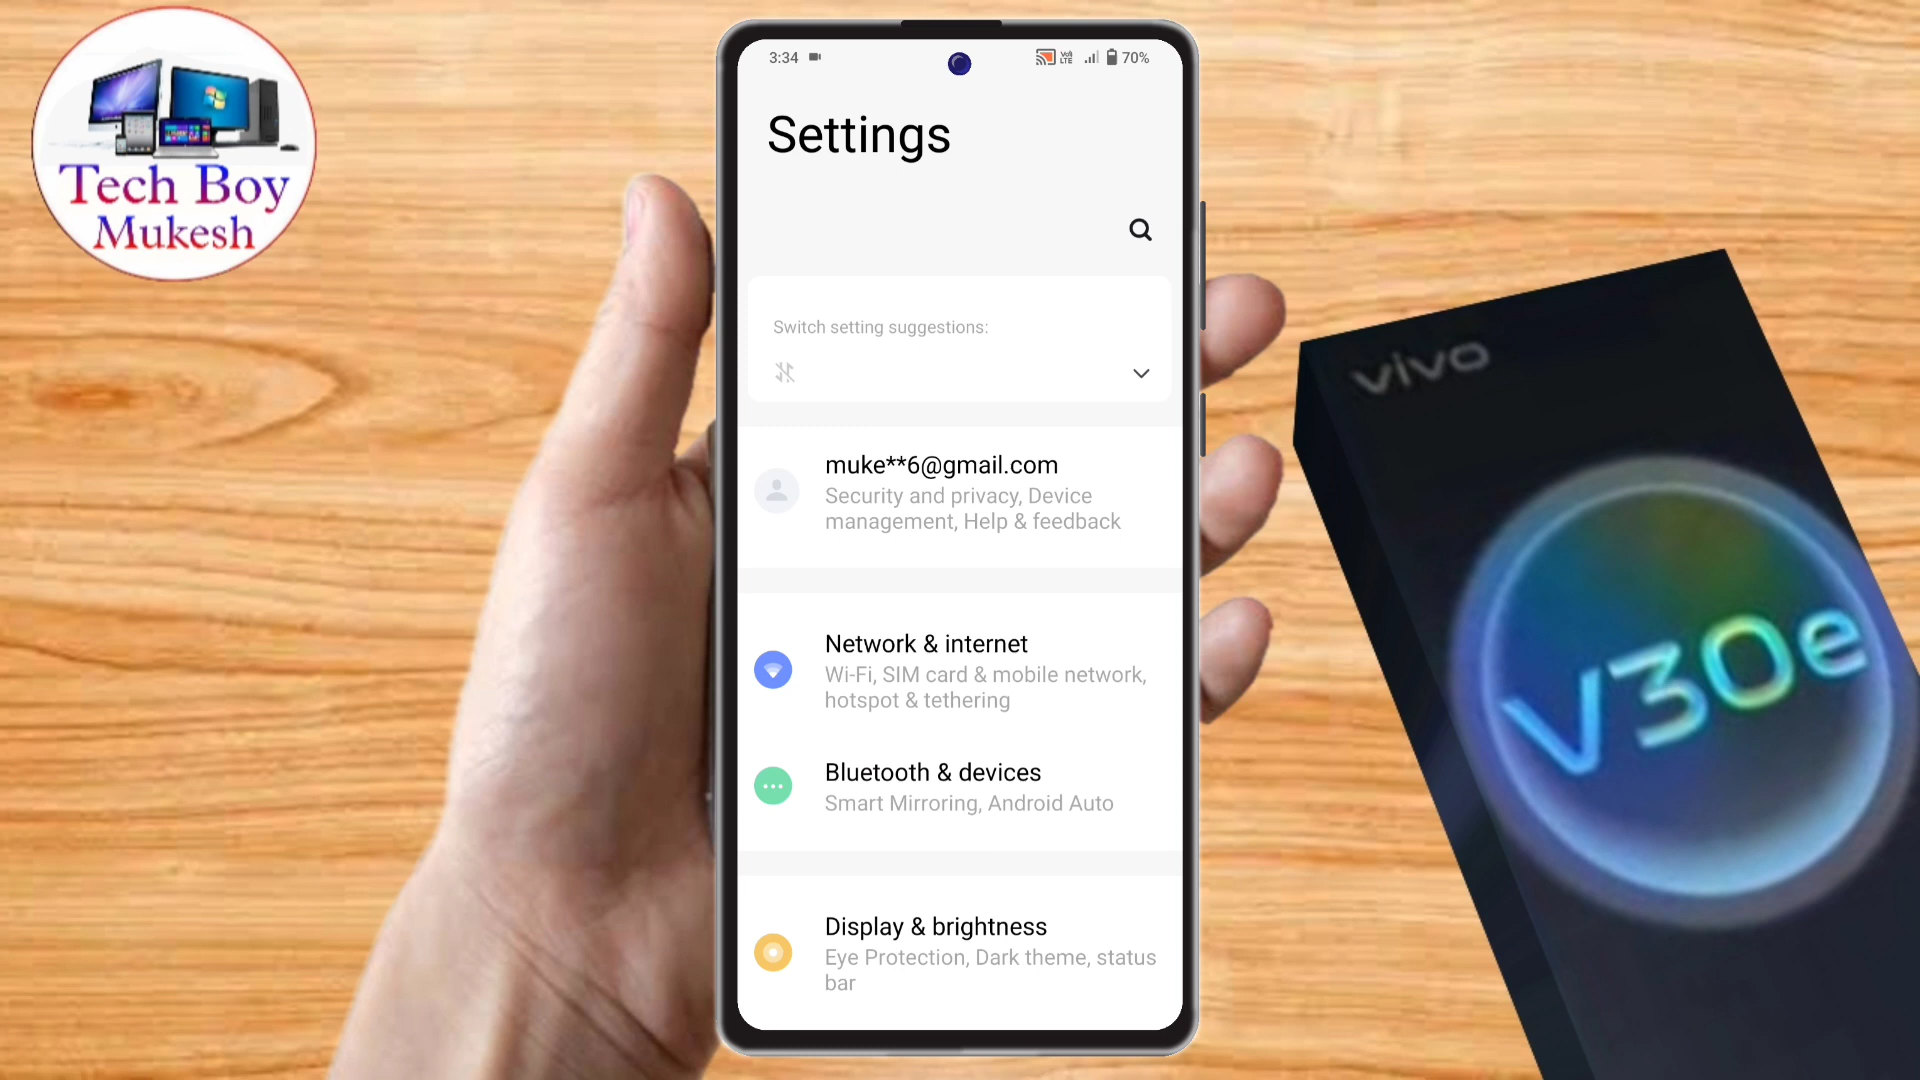 Tech Boy
Mukesh
3:34
Vo))
LTE
70%
Settings
Switch setting suggestions:
muke**6@gmail.com
Security and privacy, Device
management, Help & feedback
Network & internet
Wi-Fi, SIM card & mobile network,
hotspot & tethering
Bluetooth & devices
Smart Mirroring, Android Auto
Display & brightness
Eye Protection, Dark theme, status
bar
vivo
V30e